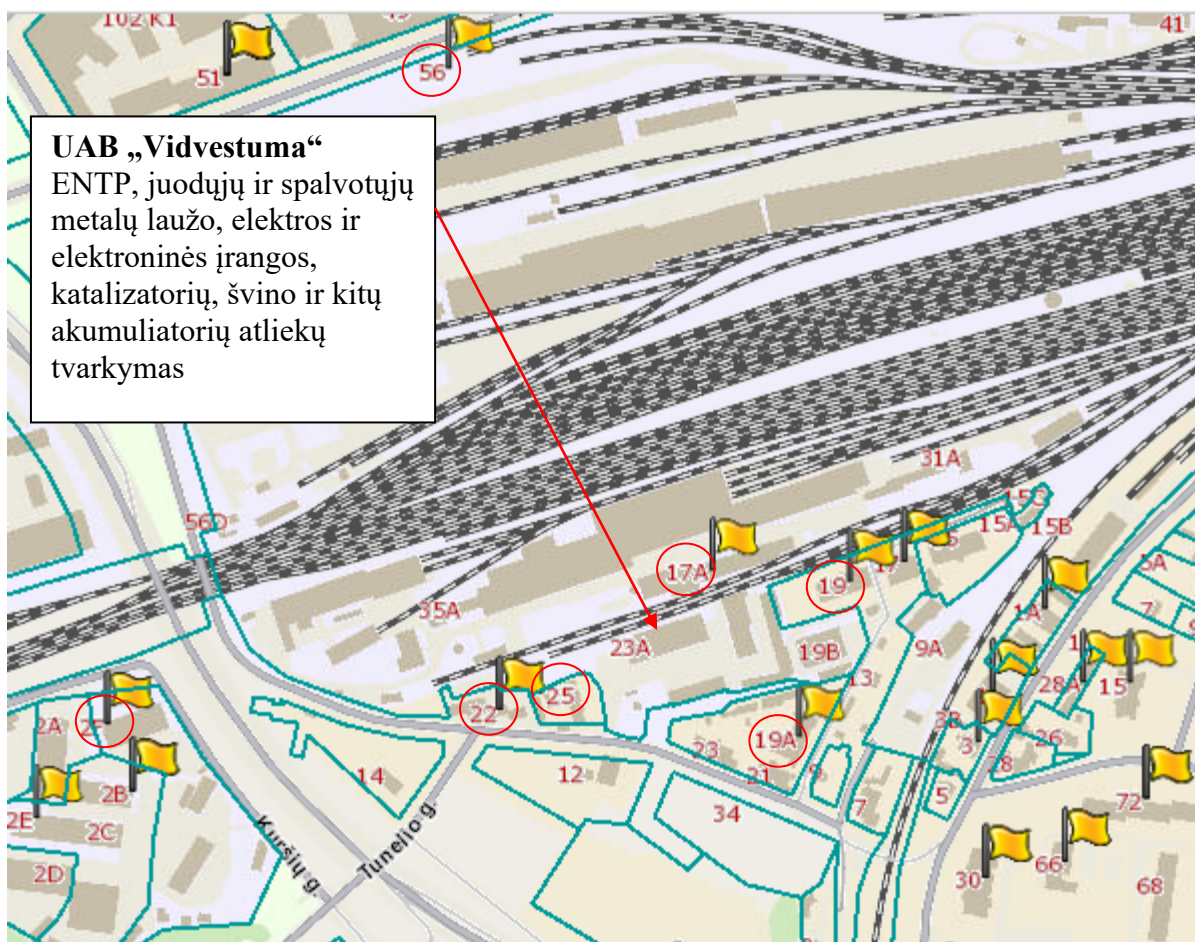 102 K1
41
51
56
UAB „Vidvestuma“
ENTP, juodųjų ir spalvotųjų
metalų laužo, elektros ir
elektroninės įrangos,
katalizatorių, švino ir kitų
akumuliatorių atliekų
tvarkymas
31A
56D
15A
15B
17A
19
17
5A
1A
7
35A
23A
19B
9A
13
28A
15
25
22
2A
3
26
23
19A
21
9
14
12
2B
34
7
5
72
2E
2C
Kuršių g.
Tunelio g.
30
66
68
2D